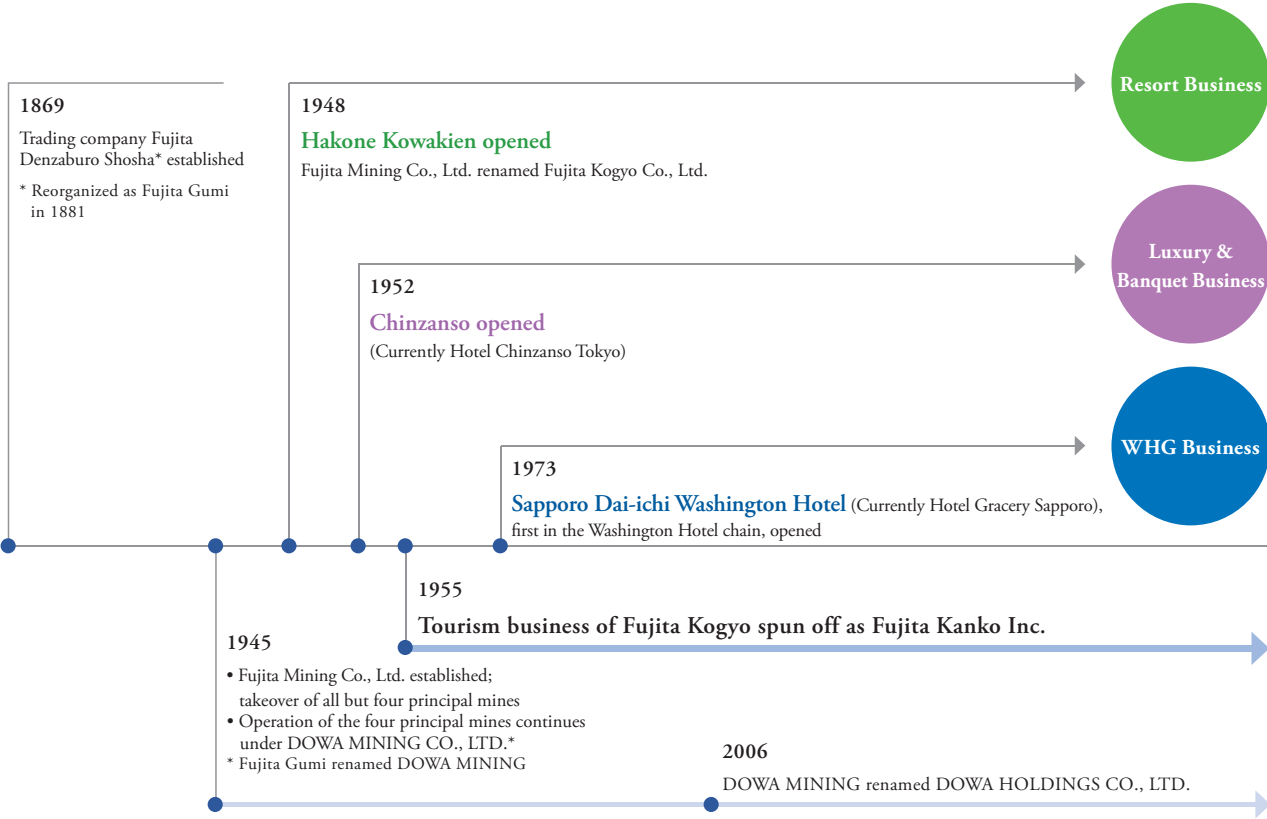 1869
Trading company Fujita
Denzaburo Shosha* established
* Reorganized as Fujita Gumi
in 1881
1948
Hakone Kowakien opened
Fujita Mining Co., Ltd. renamed Fujita Kogyo Co., Ltd.
Resort Business
1952
Chinzanso opened
(Currently Hotel Chinzanso Tokyo)
Luxury &
Banquet Business
1973
Sapporo Dai-ichi Washington Hotel (Currently Hotel Gracery Sapporo),
first in the Washington Hotel chain, opened
WHG Business
1955
Tourism business of Fujita Kogyo spun off as Fujita Kanko Inc.
1945
• Fujita Mining Co., Ltd. established;
takeover of all but four principal mines
• Operation of the four principal mines continues
under DOWA MINING CO., LTD.*
* Fujita Gumi renamed DOWA MINING
2006
DOWA MINING renamed DOWA HOLDINGS CO., LTD.